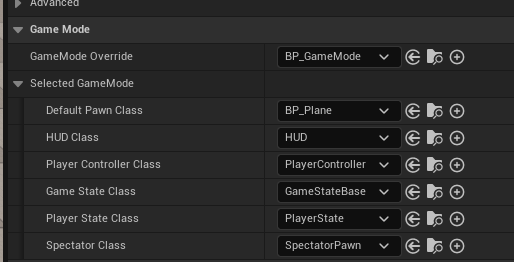 Advanced
Game Mode
GameMode Override BP_GameMode
Selected GameMode
Default Pawn Class BP_Plane
HUD Class HUD
Player Controller Class PlayerController
Game State Class GameStateBase
Player State Class PlayerState
Spectator Class SpectatorPawn